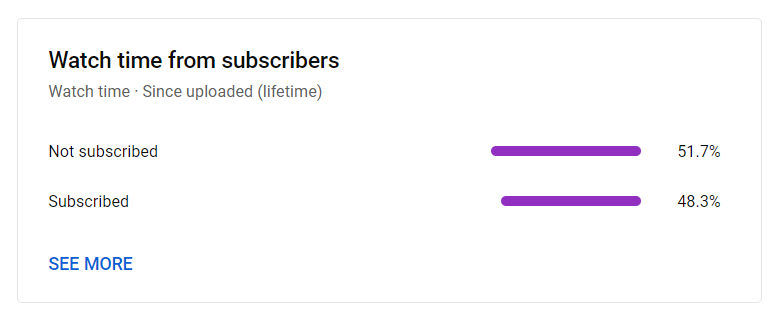 Watch time from subscribers
Watch time · Since uploaded (lifetime)
Not subscribed 51.7%
Subscribed 48.3%
SEE MORE